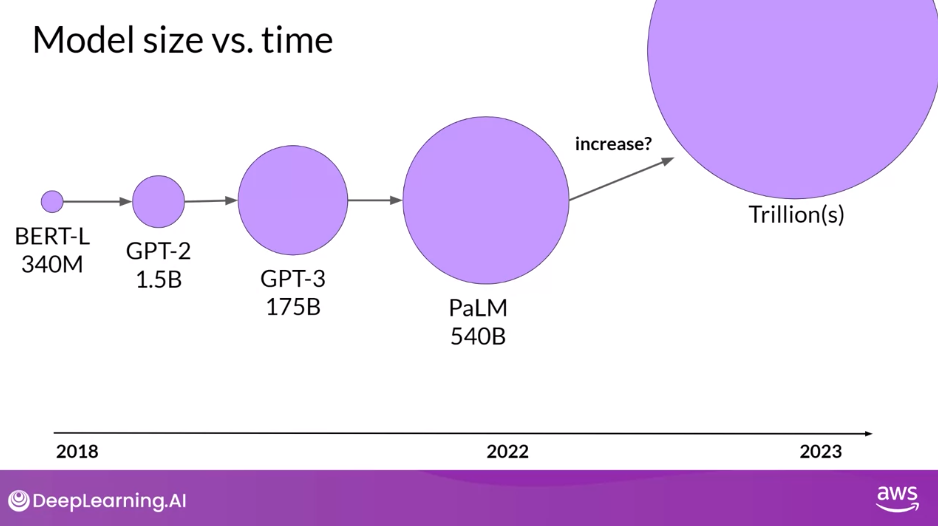 Model size vs. time
increase?
Trillion(s)
BERT-L
340M
GPT-2
1.5B
GPT-3
175B
PaLM
540B
2018
2022
2023
DeepLearning.AI
aws